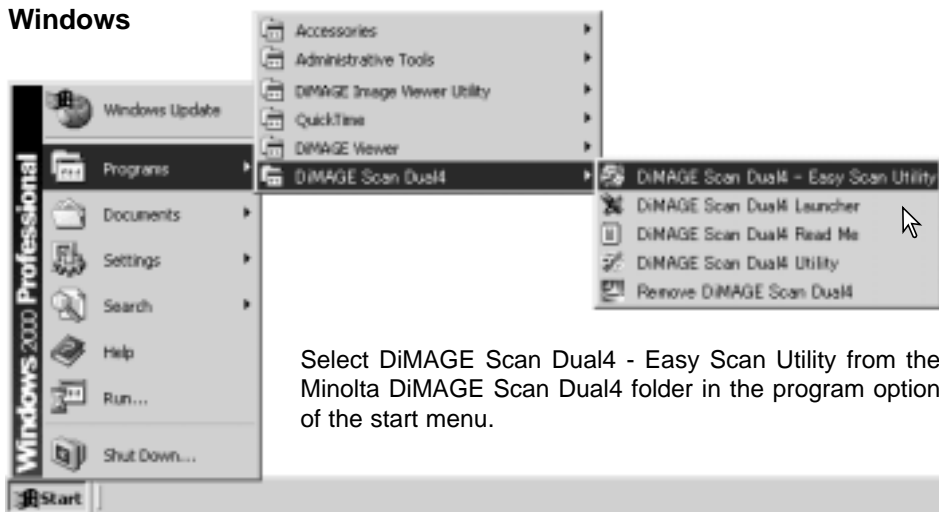 Windows
Accessories
Administrative Tools
DiMAGE Image Viewer Utility
QuickTime
DiMAGE Viewer
DiMAGE Scan Dual4
DiMAGE Scan Dual4 - Easy Scan Utility
DiMAGE Scan Dual4 Launcher
DiMAGE Scan Dual4 Read Me
DiMAGE Scan Dual4 Utility
Remove DiMAGE Scan Dual4
Windows Update
Programs
Documents
Settings
Search
Help
Run...
Shut Down...
Windows 2000 Professional
Start
Select DiMAGE Scan Dual4 - Easy Scan Utility from the
Minolta DiMAGE Scan Dual4 folder in the program option
of the start menu.